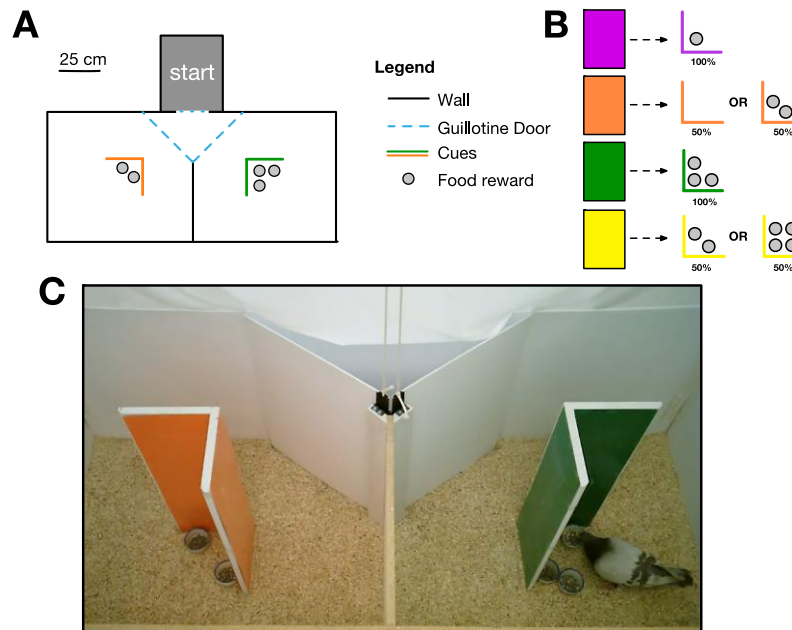 A
25 cm
start
Legend
Wall
Guillotine Door
Cues
Food reward
B
100%
OR
50%
50%
100%
OR
50%
50%
C